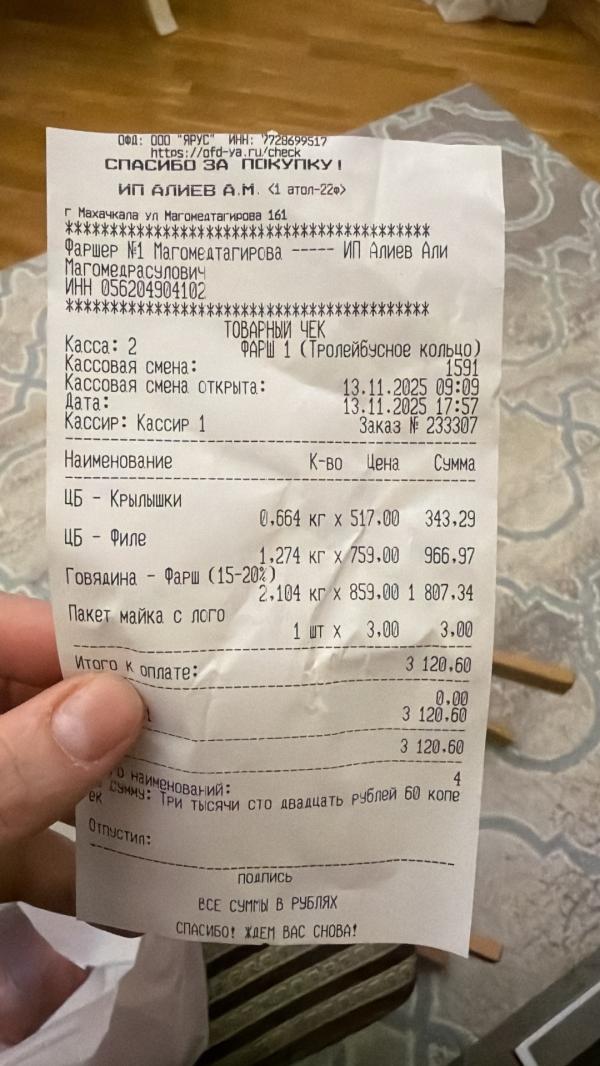 ОФД: ООО "ЯРУС" ИНН: 7728699517
https://ofd-ya.ru/check
СПАСИБО ЗА ПОКУПКУ!
ИП АЛИЕВ А.М. <1 атол-22ф>
г Махачкала ул Магомедтагирова 161
****************************************
Фаршер №1 Магомедтагирова ----- ИП Алиев Али
Магомедрасулович
ИНН 056204904102
****************************************
ТОВАРНЫЙ ЧЕК
Касса: 2 ФАРШ 1 (Тролейбусное кольцо)
Кассовая смена: 1591
Кассовая смена открыта: 13.11.2025 09:09
Дата: 13.11.2025 17:57
Кассир: Кассир 1 Заказ № 233307
Наименование К-во Цена Сумма
ЦБ - Крылышки
0,664 кг x 517,00 343,29
ЦБ - Филе
1,274 кг x 759,00 966,97
Говядина - Фарш (15-20%)
2,104 кг x 859,00 1 807,34
Пакет майка с лого
1 шт x 3,00 3,00
Итого к оплате: 3 120,60
0,00
3 120,60
3 120,60
наименований: 4
сумму: Три тысячи сто двадцать рублей 60 копе
ек
Отпустил:
подпись
ВСЕ СУММЫ В РУБЛЯХ
СПАСИБО! ЖДЕМ ВАС СНОВА!